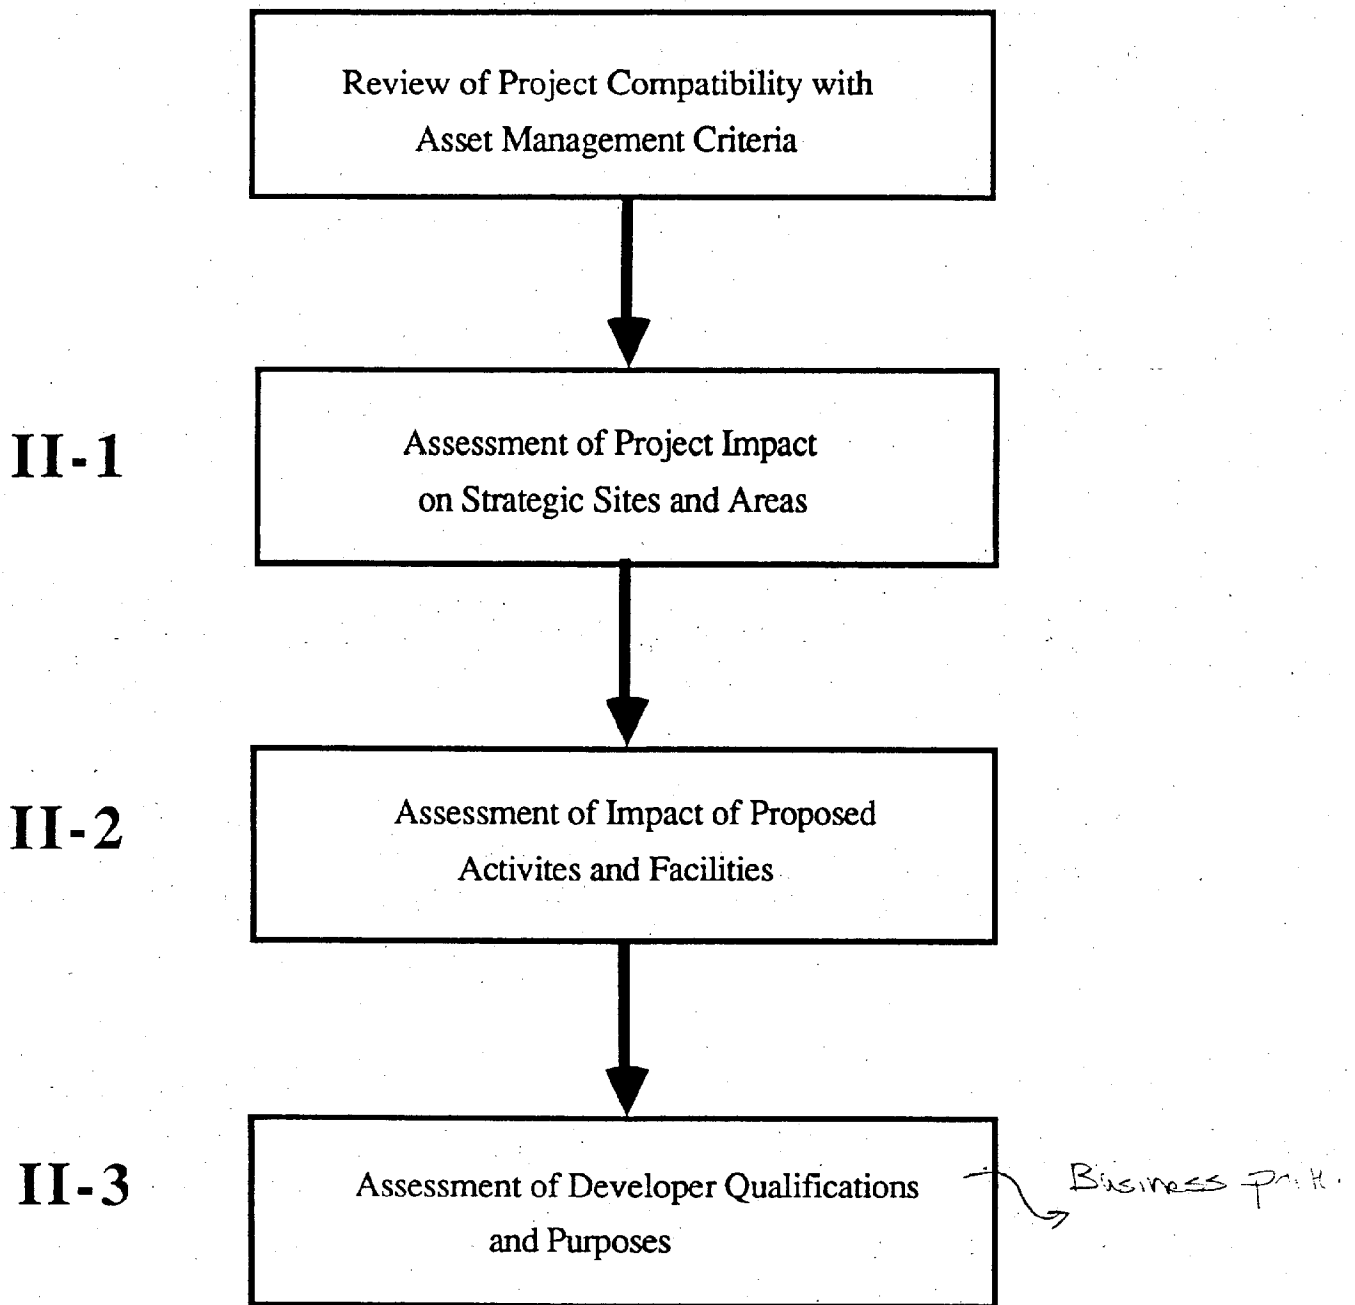 Review of Project Compatibility with
Asset Management Criteria
II-1
Assessment of Project Impact
on Strategic Sites and Areas
II-2
Assessment of Impact of Proposed
Activites and Facilities
II-3
Assessment of Developer Qualifications
and Purposes
Business